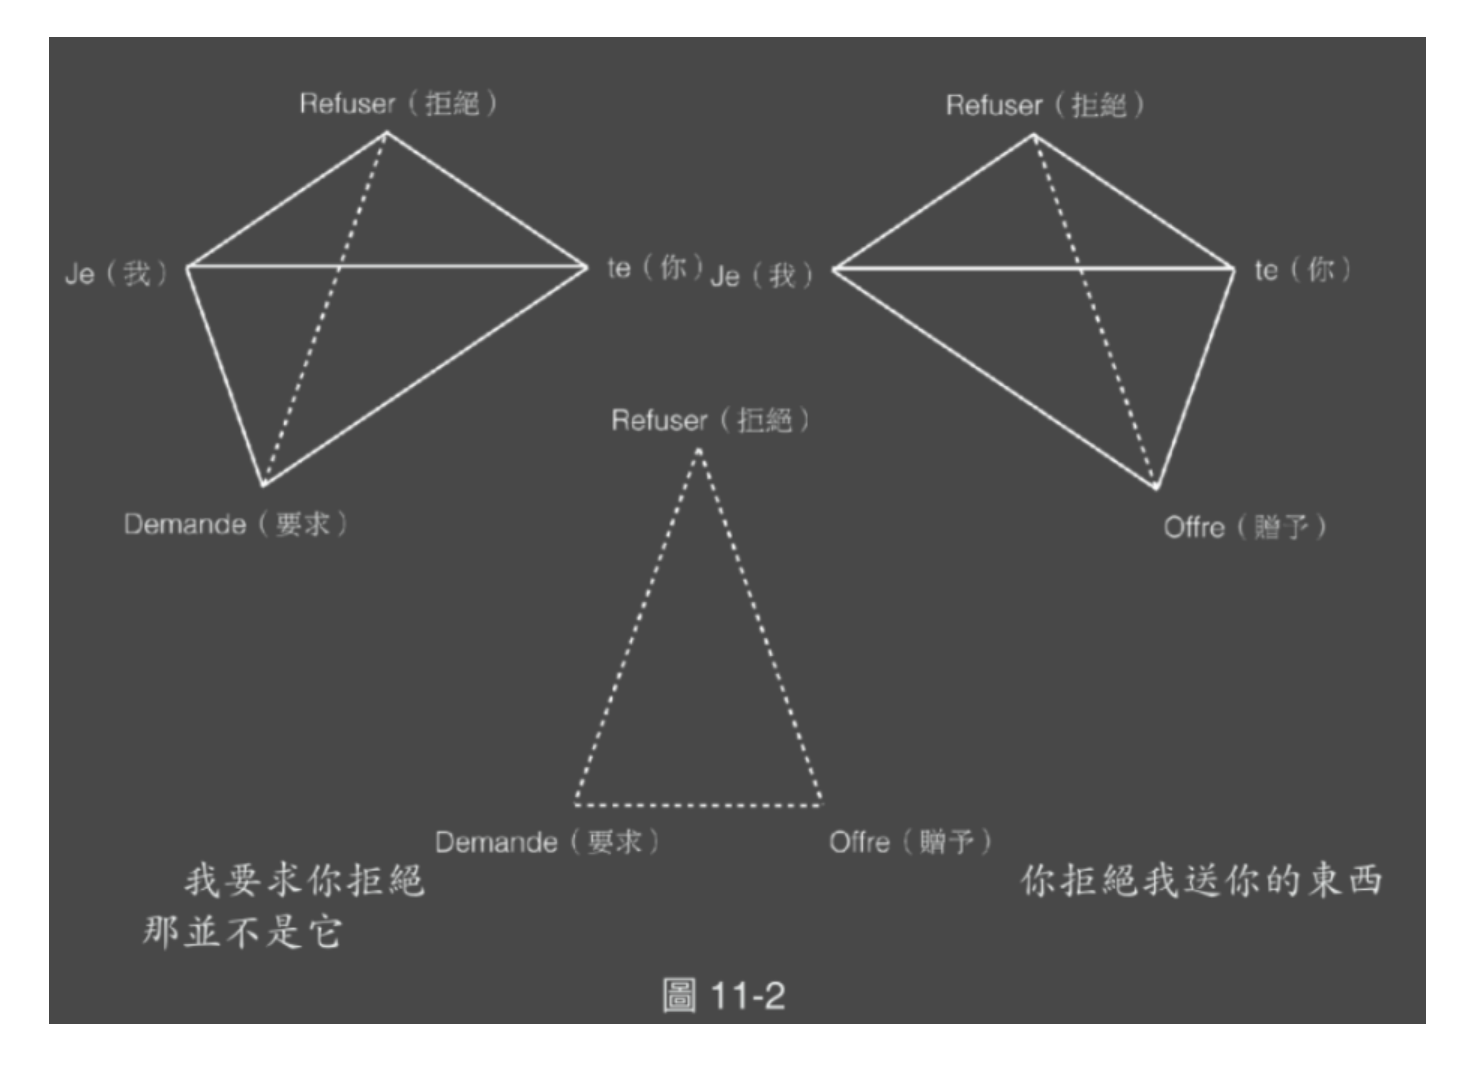 Refuser（拒絕）
Refuser（拒絕）
Je（我）
te（你）
Je（我）
te（你）
Demande（要求）
Offre（贈予）
Refuser（拒絕）
Demande（要求）
Offre（贈予）
我要求你拒絕
那並不是它
你拒絕我送你的東西
圖 11-2